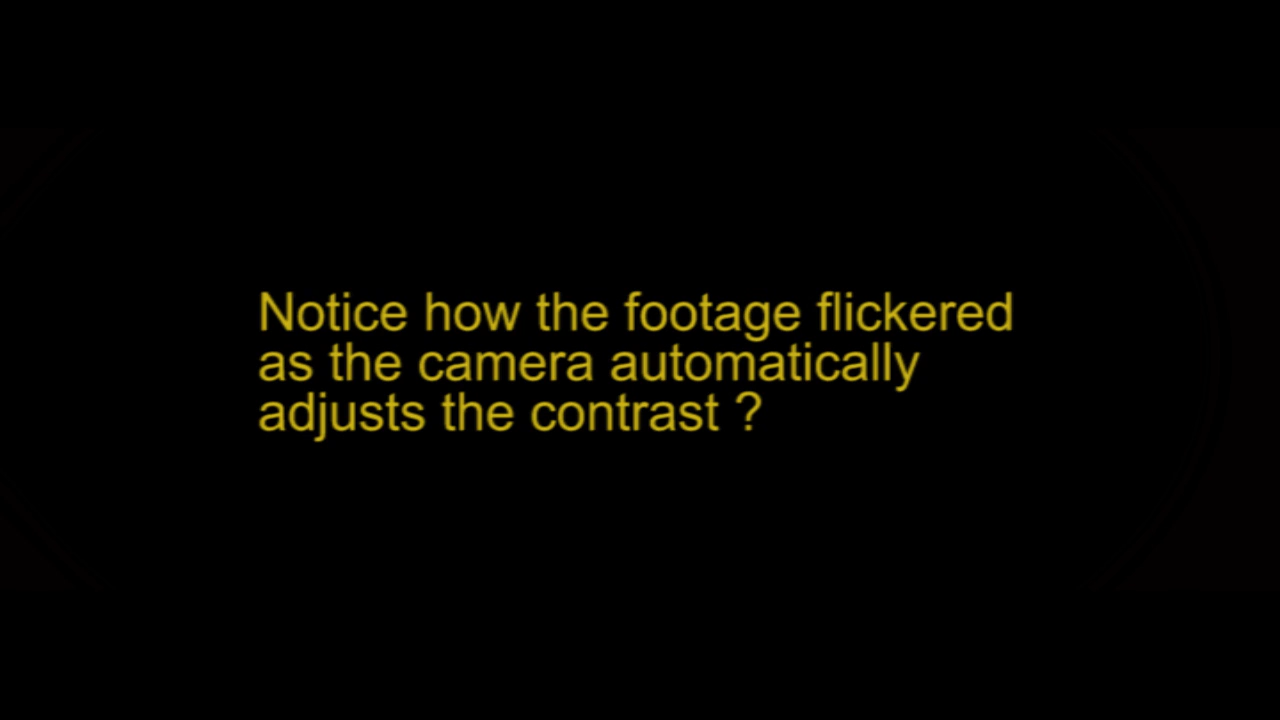 Notice how the footage flickered
as the camera automatically
adjusts the contrast ?